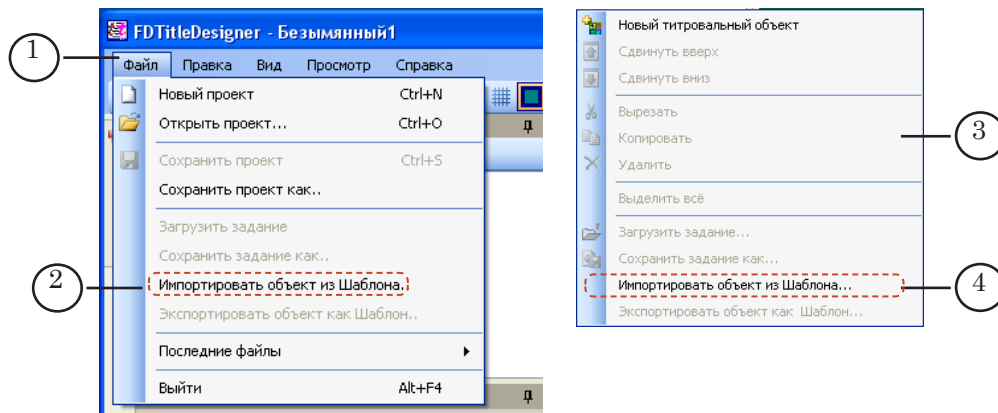 1
FDTitleDesigner - Безымянный1
Файл Правка Вид Просмотр Справка
Новый проект Ctrl+N
Открыть проект... Ctrl+O
Сохранить проект Ctrl+S
Сохранить проект как..
Загрузить задание
Сохранить задание как..
2
Импортировать объект из Шаблона.
Экспортировать объект как Шаблон..
Последние файлы
Выйти Alt+F4
Новый титровальный объект
Сдвинуть вверх
Сдвинуть вниз
Вырезать
3
Копировать
Удалить
Выделить всё
Загрузить задание...
Сохранить задание как...
Импортировать объект из Шаблона...
4
Экспортировать объект как Шаблон...